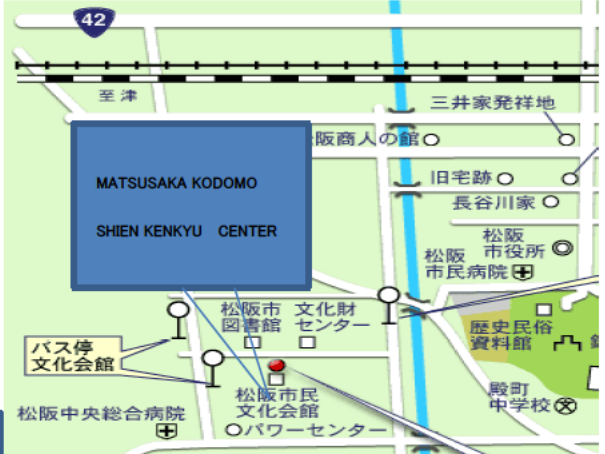 42
至 津
三井家発祥地
阪商人の館
MATSUSAKA KODOMO
SHIEN KENKYU CENTER
旧宅跡
長谷川家
松阪
市役所
松阪
市民病院
松阪市
図書館
文化財
センター
歴史民俗
資料館
バス停
文化会館
松阪市民
文化会館
殿町
中学校
松阪中央総合病院
パワーセンター